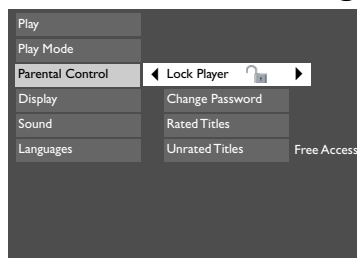 Play
Play Mode
Parental Control Lock Player
Display Change Password
Sound Rated Titles
Languages Unrated Titles Free Access